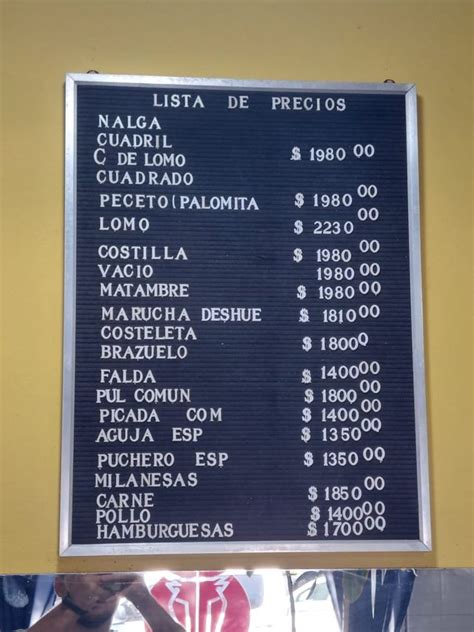 LISTA DE PRECIOS
NALGA
CUADRIL
C DE LOMO $ 1980 00
CUADRADO
PECETO(PALOMITA $ 1980 00
LOMO $ 2230 00
COSTILLA $ 1980 00
VACIO 1980 00
MATAMBRE $ 1980 00
MARUCHA DESHUE $ 1810 00
COSTELETA $ 1800 0
BRAZUELO
FALDA $ 1400 00
PUL COMUN $ 1800 00
PICADA COM $ 1400 00
AGUJA ESP $ 1350 00
PUCHERO ESP $ 1350 00
MILANESAS
CARNE $ 1850 00
POLLO $ 1400 00
HAMBURGUESAS $ 1700 00